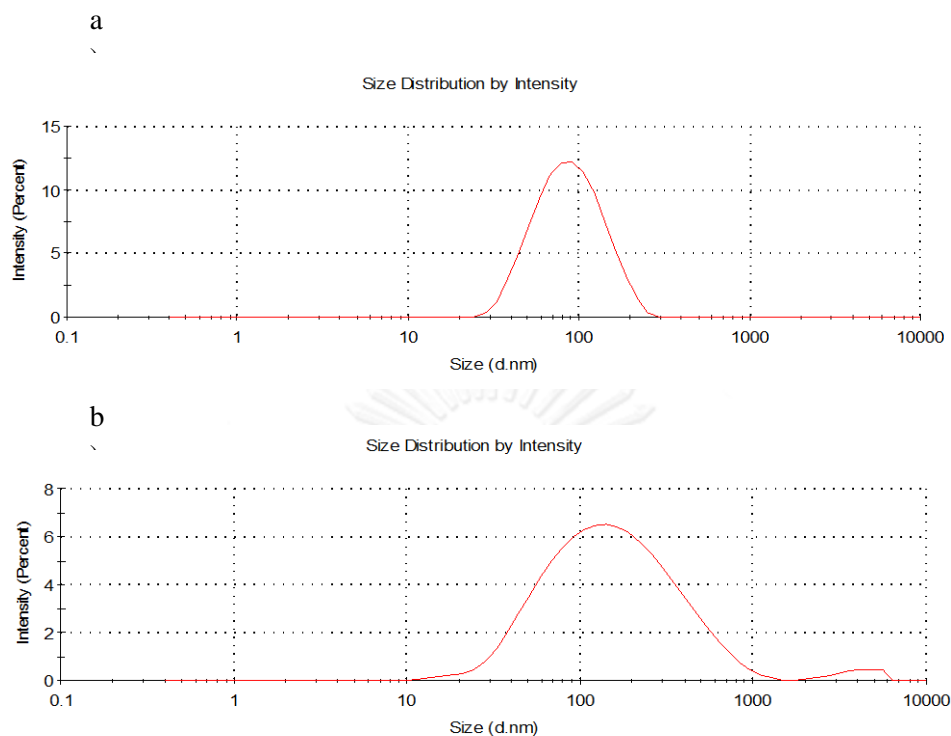 a
、
Size Distribution by Intensity
15
10
5
0
Intensity (Percent)
0.1 1 10 100 1000 10000
Size (d.nm)
b
、
Size Distribution by Intensity
8
6
4
2
0
Intensity (Percent)
0.1 1 10 100 1000 10000
Size (d.nm)